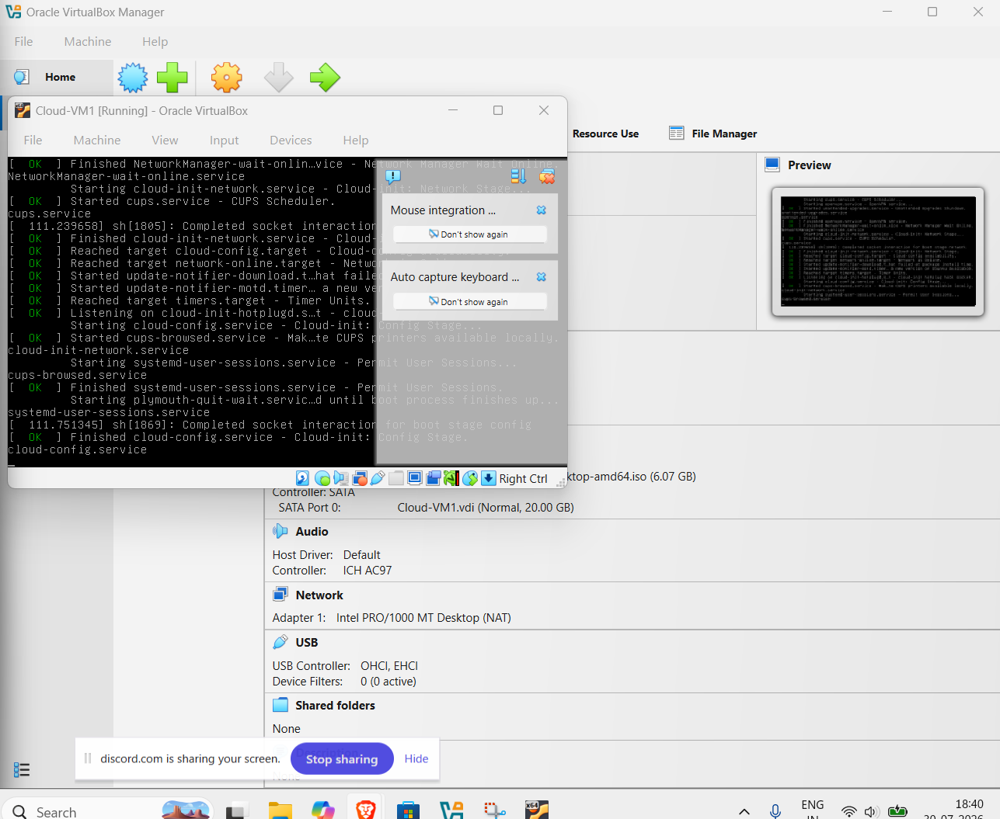 Oracle VirtualBox Manager
File Machine Help
Home
Cloud-VM1 [Running] - Oracle VirtualBox
File Machine View Input Devices Help
Resource Use File Manager
Preview
[ OK ] Finished NetworkManager-wait-onlin…vice - Network Manager Wait Online.
NetworkManager-wait-online.service
Starting cloud-init-network.service - Cloud-init: Network Stage...
[ OK ] Started cups.service - CUPS Scheduler.
cups.service
[ 111.239658] sh[1805]: Completed socket interaction
[ OK ] Finished cloud-init-network.service - Cloud-
[ OK ] Reached target cloud-config.target - Cloud-c
[ OK ] Reached target network-online.target - Networ
[ OK ] Started update-notifier-download.t…hat failed
[ OK ] Started update-notifier-motd.timer… a new ver
[ OK ] Reached target timers.target - Timer Units.
[ OK ] Listening on cloud-init-hotplugd.s…t - cloud-
Starting cloud-config.service - Cloud-init: Config Stage...
[ OK ] Started cups-browsed.service - Mak…te CUPS printers available locally.
cloud-init-network.service
Starting systemd-user-sessions.service - Permit User Sessions...
cups-browsed.service
[ OK ] Finished systemd-user-sessions.service - Permit User Sessions.
Starting plymouth-quit-wait.servic…d until boot process finishes up...
systemd-user-sessions.service
[ 111.751345] sh[1869]: Completed socket interaction for boot stage config
[ OK ] Finished cloud-config.service - Cloud-init: Config Stage.
cloud-config.service
Mouse integration ...
Don't show again
Auto capture keyboard ...
Don't show again
Right Ctrl
ktop-amd64.iso (6.07 GB)
Controller: SATA
SATA Port 0: Cloud-VM1.vdi (Normal, 20.00 GB)
Audio
Host Driver: Default
Controller: ICH AC97
Network
Adapter 1: Intel PRO/1000 MT Desktop (NAT)
USB
USB Controller: OHCI, EHCI
Device Filters: 0 (0 active)
Shared folders
None
discord.com is sharing your screen. Stop sharing Hide
Search
ENG
IN
18:40